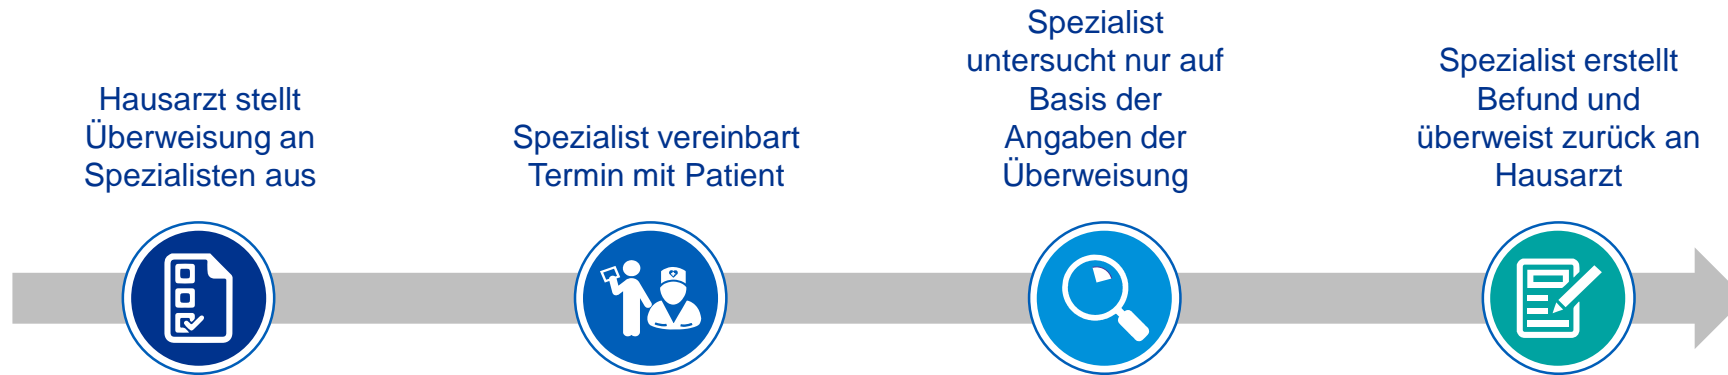 Hausarzt stellt
Überweisung an
Spezialisten aus
Spezialist vereinbart
Termin mit Patient
Spezialist
untersucht nur auf
Basis der
Angaben der
Überweisung
Spezialist erstellt
Befund und
überweist zurück an
Hausarzt